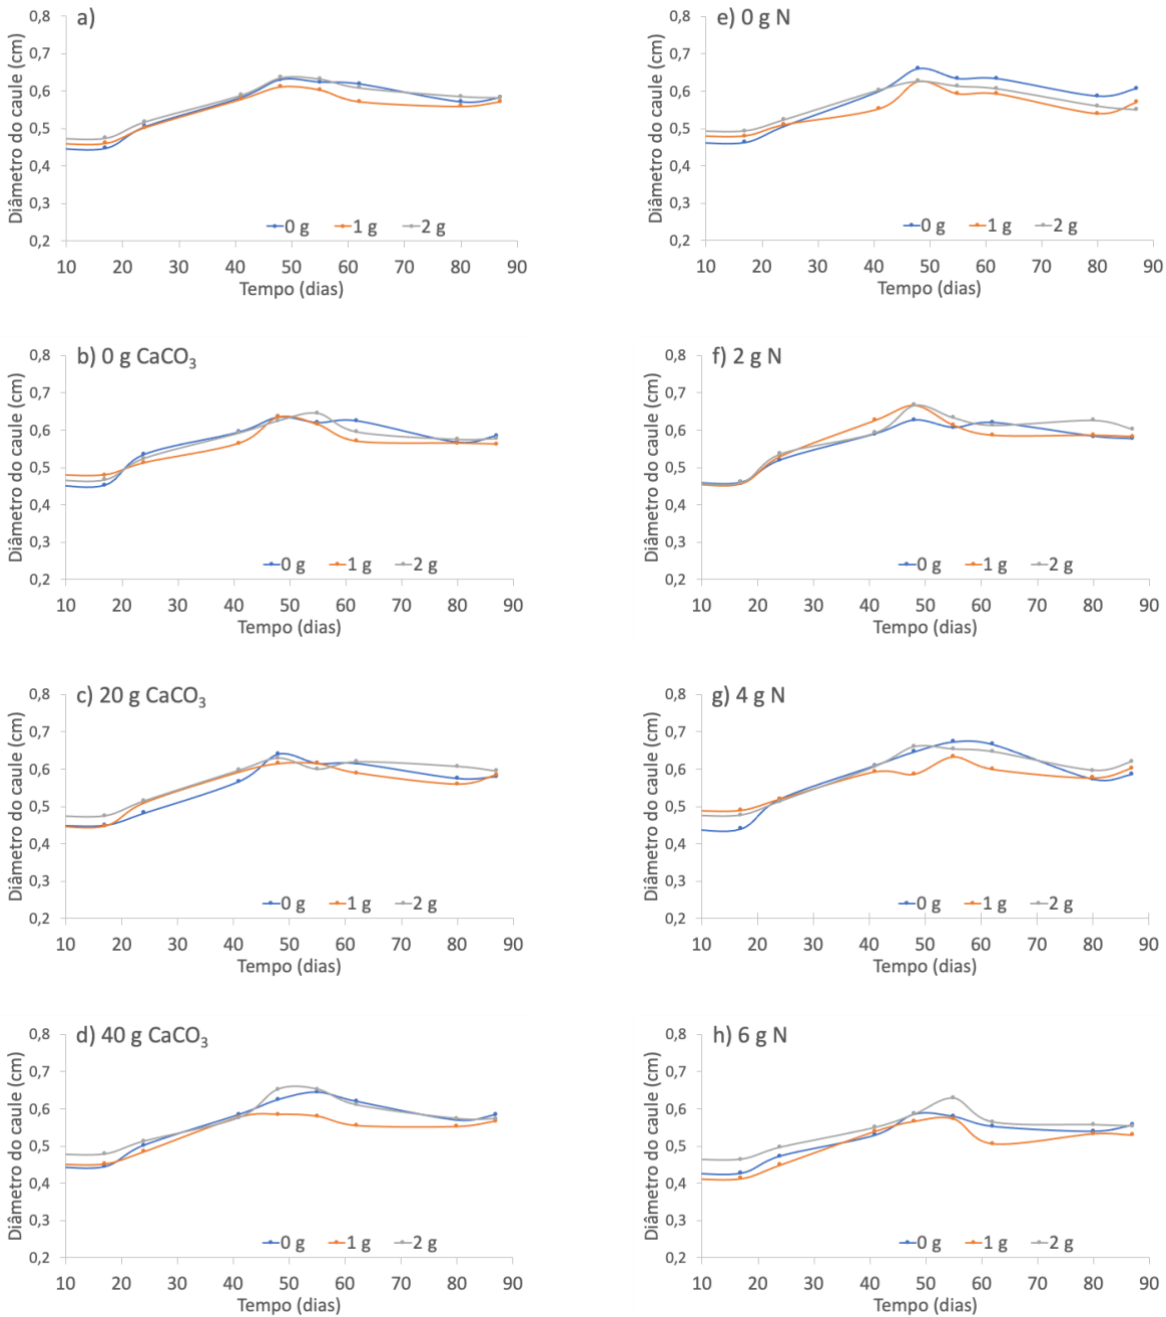 a)
Diâmetro do caule (cm)
0,8
0,7
0,6
0,5
0,4
0,3
0,2
0 g 1 g 2 g
10 20 30 40 50 60 70 80 90
Tempo (dias)
e) 0 g N
Diâmetro do caule (cm)
0,8
0,7
0,6
0,5
0,4
0,3
0,2
0 g 1 g 2 g
10 20 30 40 50 60 70 80 90
Tempo (dias)
b) 0 g CaCO₃
Diâmetro do caule (cm)
0,8
0,7
0,6
0,5
0,4
0,3
0,2
0 g 1 g 2 g
10 20 30 40 50 60 70 80 90
Tempo (dias)
f) 2 g N
Diâmetro do caule (cm)
0,8
0,7
0,6
0,5
0,4
0,3
0,2
0 g 1 g 2 g
10 20 30 40 50 60 70 80 90
Tempo (dias)
c) 20 g CaCO₃
Diâmetro do caule (cm)
0,8
0,7
0,6
0,5
0,4
0,3
0,2
0 g 1 g 2 g
10 20 30 40 50 60 70 80 90
Tempo (dias)
g) 4 g N
Diâmetro do caule (cm)
0,8
0,7
0,6
0,5
0,4
0,3
0,2
0 g 1 g 2 g
10 20 30 40 50 60 70 80 90
Tempo (dias)
d) 40 g CaCO₃
Diâmetro do caule (cm)
0,8
0,7
0,6
0,5
0,4
0,3
0,2
0 g 1 g 2 g
10 20 30 40 50 60 70 80 90
Tempo (dias)
h) 6 g N
Diâmetro do caule (cm)
0,8
0,7
0,6
0,5
0,4
0,3
0,2
0 g 1 g 2 g
10 20 30 40 50 60 70 80 90
Tempo (dias)